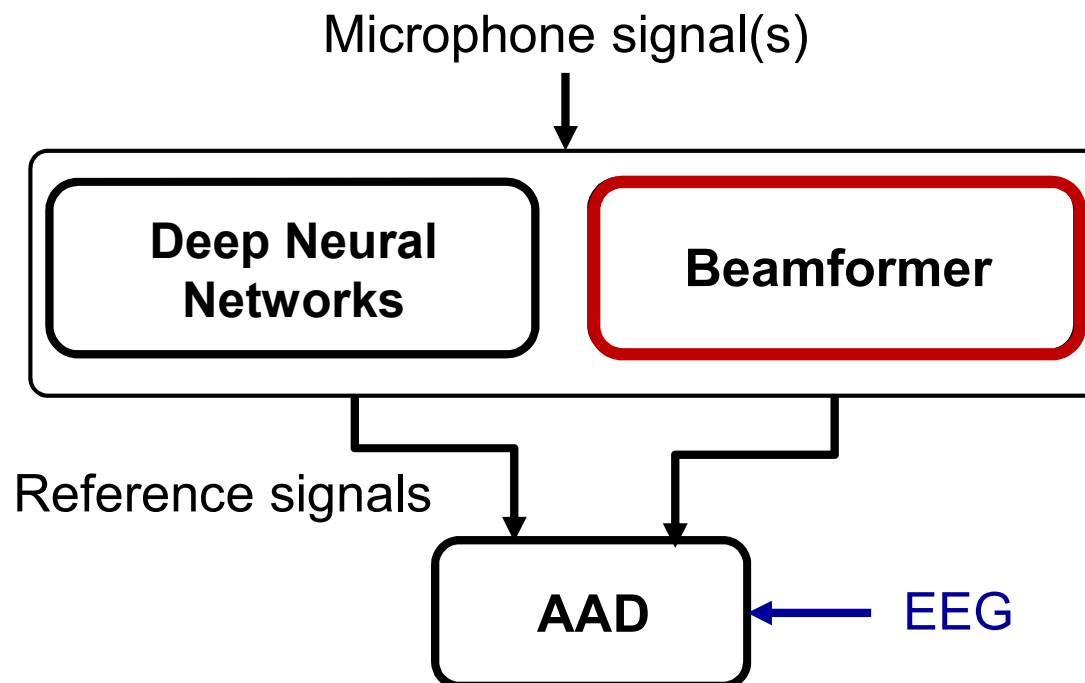 Microphone signal(s)
Deep Neural
Networks
Beamformer
Reference signals
AAD
EEG